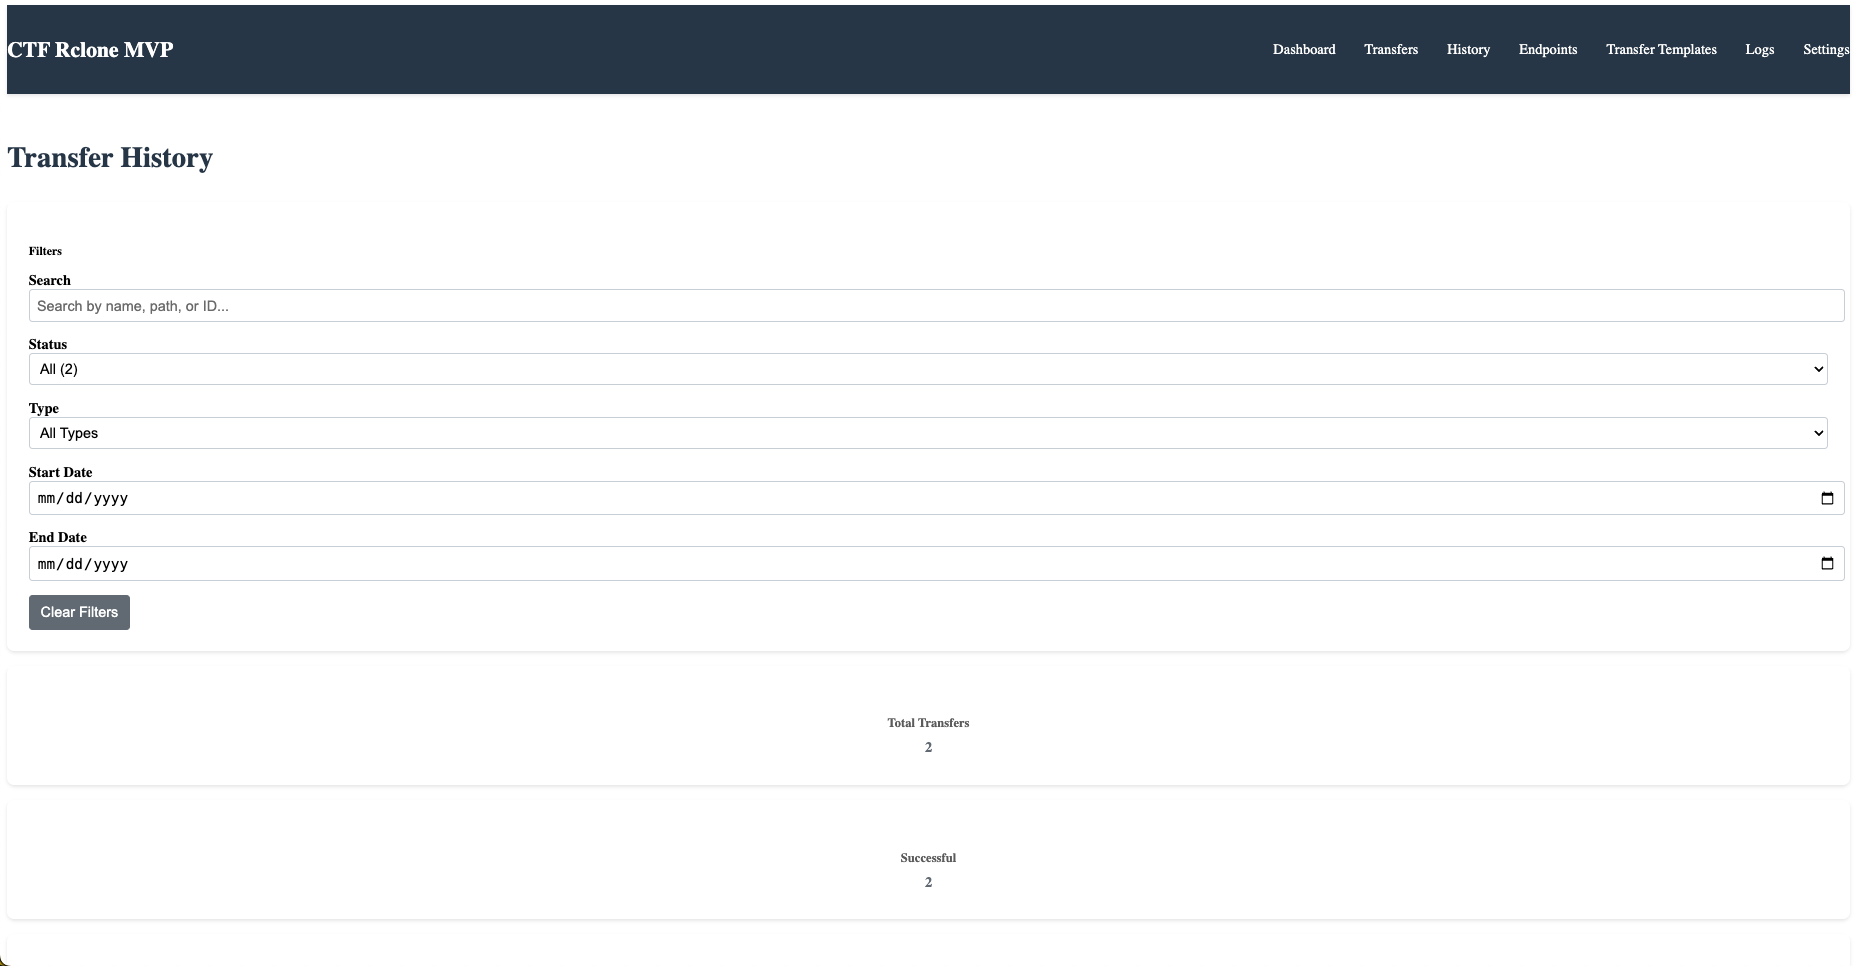 CTF Rclone MVP
Dashboard Transfers History Endpoints Transfer Templates Logs Settings
Transfer History
Filters
Search
Search by name, path, or ID...
Status
All (2)
Type
All Types
Start Date
mm/dd/yyyy
End Date
mm/dd/yyyy
Clear Filters
Total Transfers
2
Successful
2